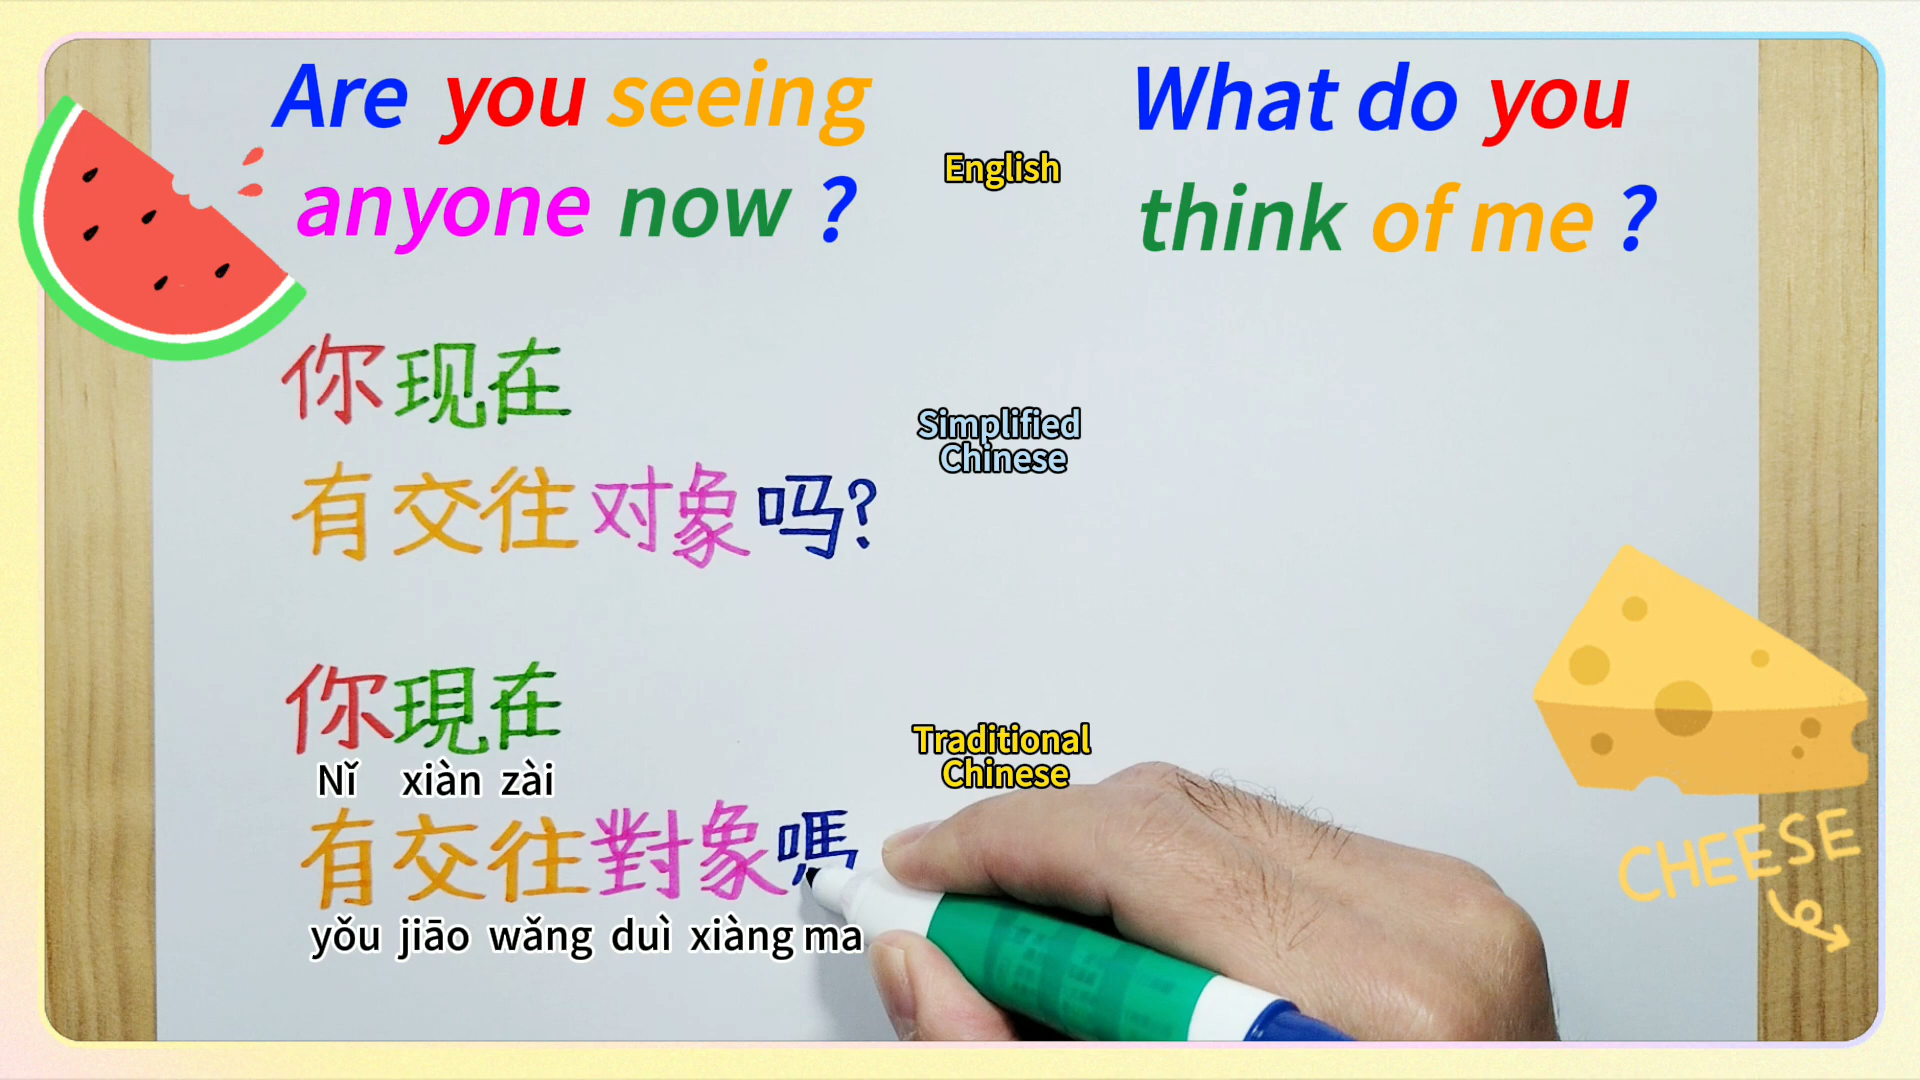 Are you seeing
anyone now ?
What do you
think of me ?
English
你现在
有交往对象吗?
Simplified
Chinese
你現在
Nǐ xiàn zài
有交往對象嗎
yǒu jiāo wǎng duì xiàng ma
Traditional
Chinese
CHEESE